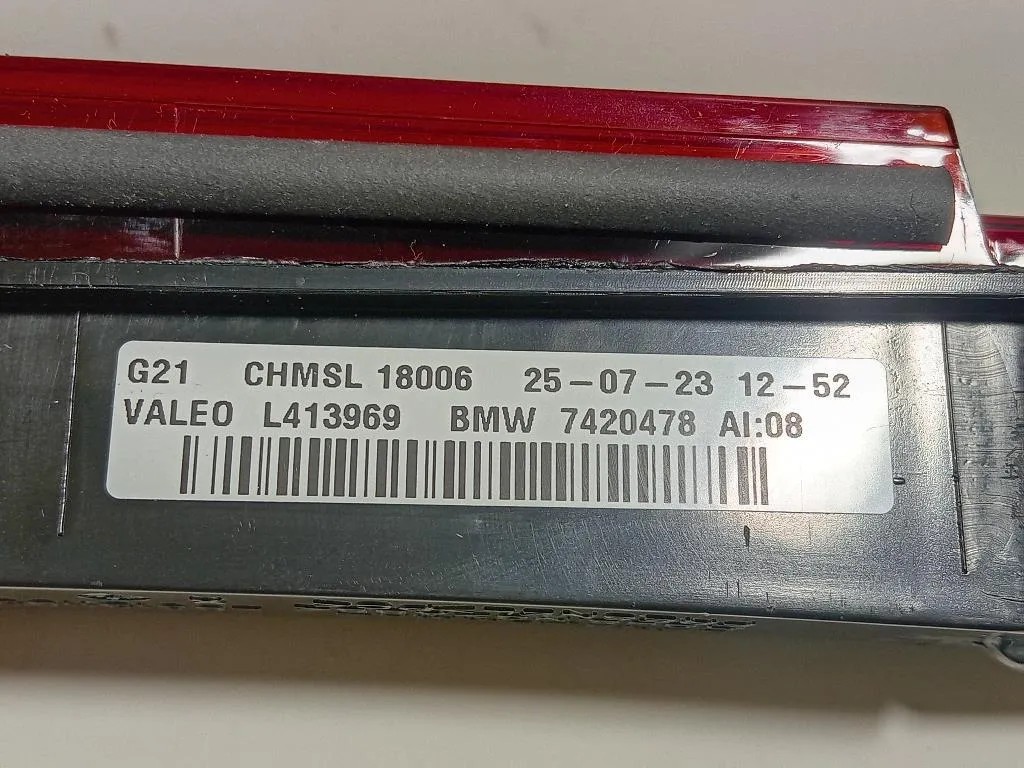 G21 CHMSL 18006 25-07-23 12-52
VALEO L413969 BMW 7420478 AI:08